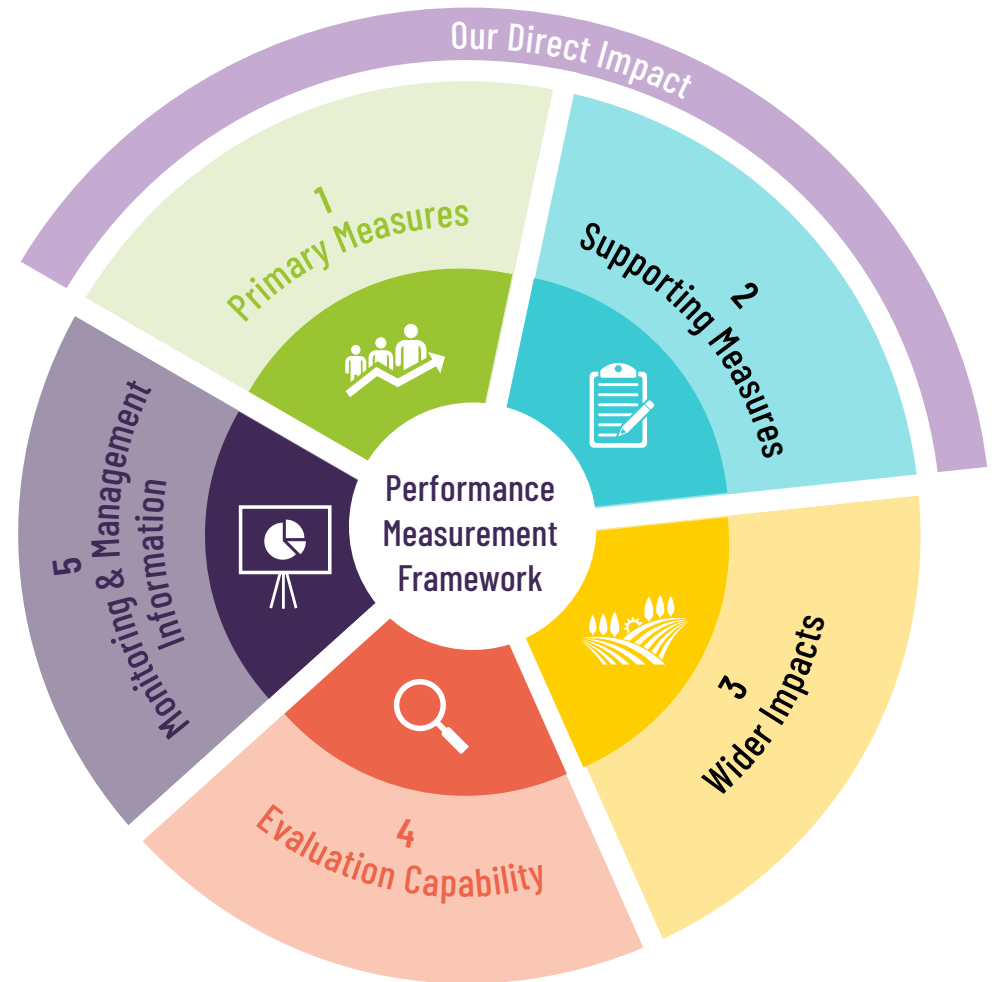 Our Direct Impact
1
Primary Measures
2
Supporting Measures
3
Wider Impacts
4
Evaluation Capability
5
Monitoring & Management
Information
Performance
Measurement
Framework